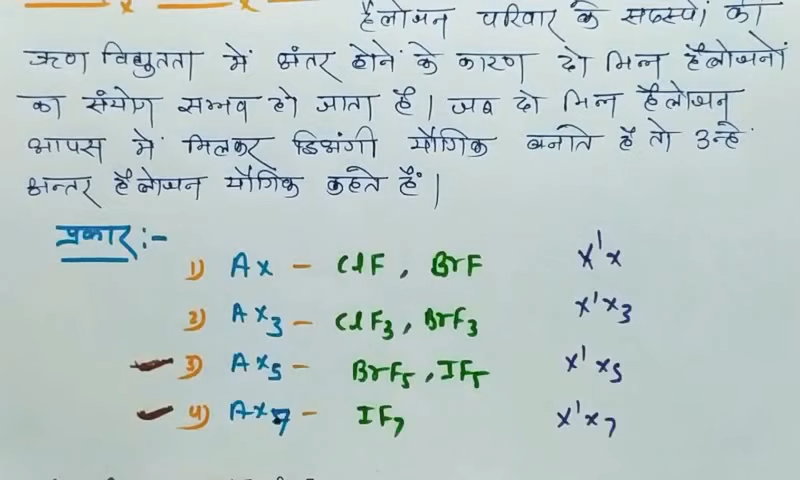 हैलोजन परिवार के सदस्यों की
ऋण विद्युतता में अंतर होने के कारण दो भिन्न हैलोजनों
का संयोग सम्भव हो जाता है। जब दो भिन्न हैलोजन
आपस में मिलकर द्विअंगी यौगिक बनाते हैं तो उन्हें
अन्तर हैलोजन यौगिक कहते हैं।
प्रकार:-
1) AX - ClF, BrF X'X
2) AX3 - ClF3, BrF3 X'X3
3) AX5 - BrF5, IF5 X'X5
4) AX7 - IF7 X'X7